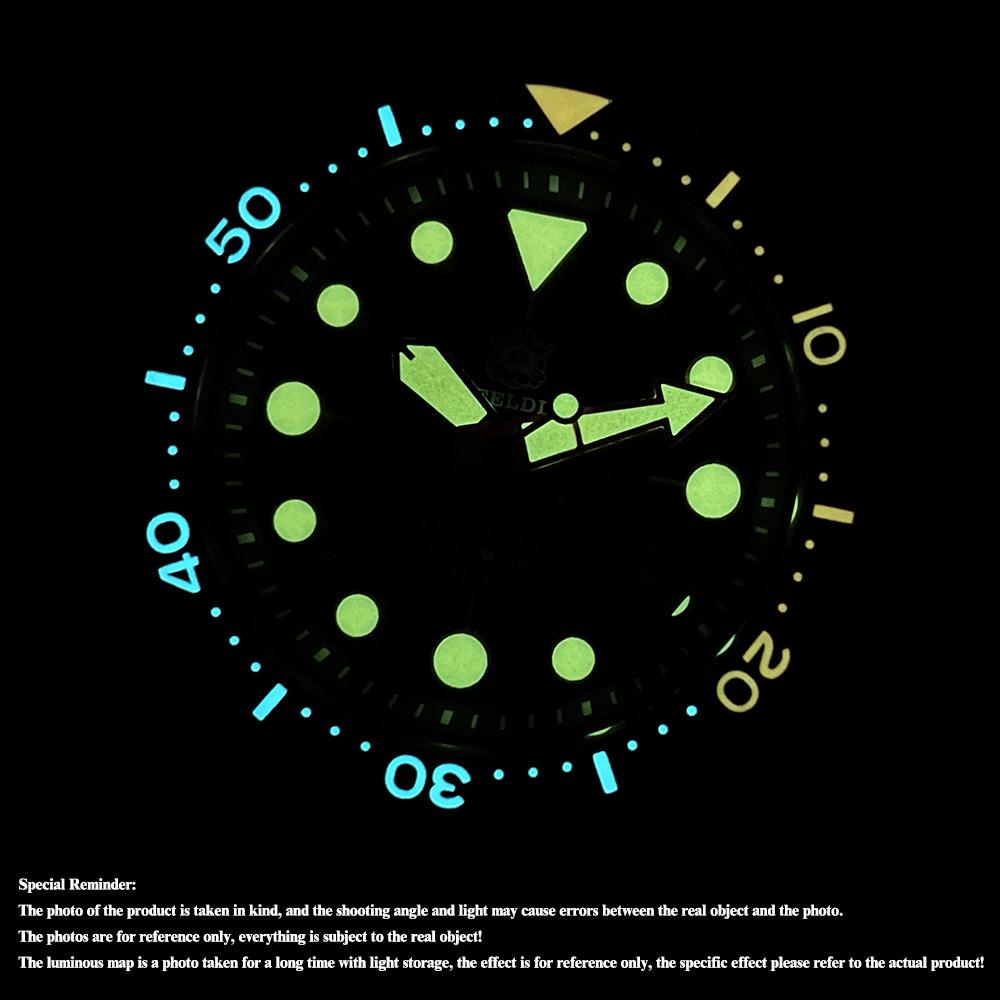 10
20
30
40
50
Special Reminder:
The photo of the product is taken in kind, and the shooting angle and light may cause errors between the real object and the photo.
The photos are for reference only, everything is subject to the real object!
The luminous map is a photo taken for a long time with light storage, the effect is for reference only, the specific effect please refer to the actual product!